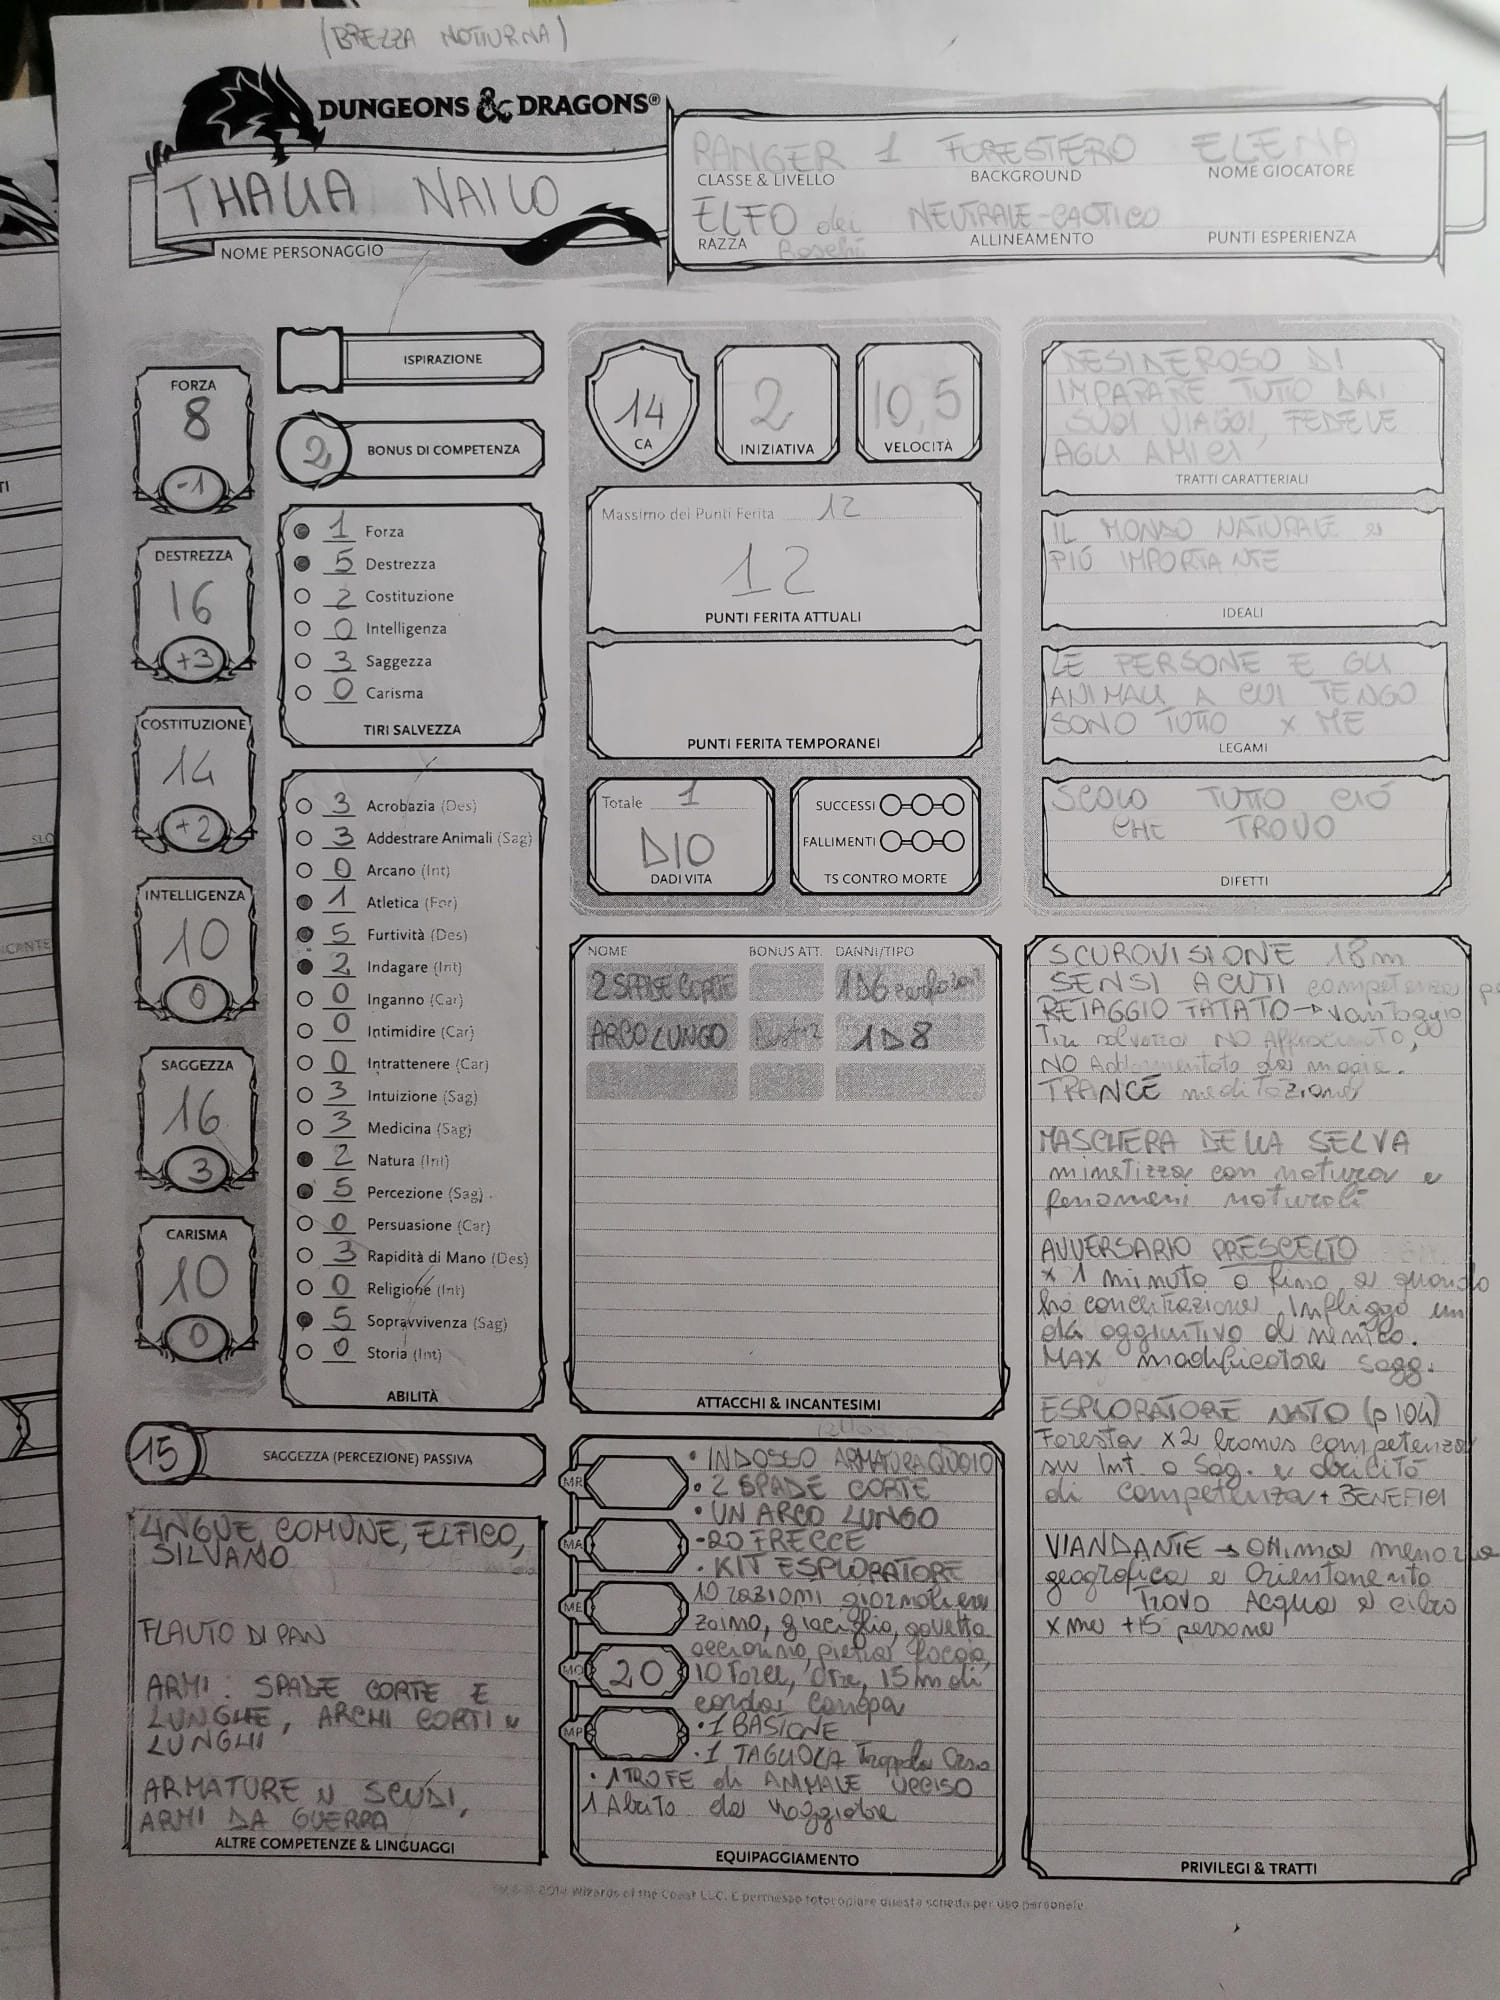 (BREZZA NOTTURNA)
DUNGEONS & DRAGONS®
THALIA NAILO
NOME PERSONAGGIO
RANGER 1 FORESTIERO ELENA
CLASSE & LIVELLO BACKGROUND NOME GIOCATORE
ELFO dei Boschi NEUTRALE-CAOTICO
RAZZA ALLINEAMENTO PUNTI ESPERIENZA
FORZA
8
-1
DESTREZZA
16
+3
COSTITUZIONE
14
+2
INTELLIGENZA
10
0
SAGGEZZA
16
3
CARISMA
10
0
ISPIRAZIONE
2 BONUS DI COMPETENZA
1 Forza
5 Destrezza
2 Costituzione
0 Intelligenza
3 Saggezza
0 Carisma
TIRI SALVEZZA
3 Acrobazia (Des)
3 Addestrare Animali (Sag)
0 Arcano (Int)
1 Atletica (For)
5 Furtività (Des)
2 Indagare (Int)
0 Inganno (Car)
0 Intimidire (Car)
0 Intrattenere (Car)
3 Intuizione (Sag)
3 Medicina (Sag)
2 Natura (Int)
5 Percezione (Sag)
0 Persuasione (Car)
3 Rapidità di Mano (Des)
0 Religione (Int)
5 Sopravvivenza (Sag)
0 Storia (Int)
ABILITÀ
15 SAGGEZZA (PERCEZIONE) PASSIVA
LINGUE, COMUNE, ELFICO,
SILVANO
FLAUTO DI PAN
ARMI: SPADE CORTE E
LUNGHE, ARCHI CORTI e
LUNGHI
ARMATURE e SCUDI,
ARMI DA GUERRA
ALTRE COMPETENZE & LINGUAGGI
14
CA
2
INIZIATIVA
10,5
VELOCITÀ
Massimo dei Punti Ferita 12
12
PUNTI FERITA ATTUALI
PUNTI FERITA TEMPORANEI
Totale 1
D10
DADI VITA
SUCCESSI
FALLIMENTI
TS CONTRO MORTE
NOME BONUS ATT. DANNI/TIPO
2 SPADE CORTE 1D6
ARCO LUNGO 1D8
ATTACCHI & INCANTESIMI
• INDOSSO ARMATURA CUOIO
• 2 SPADE CORTE
• UN ARCO LUNGO
• 20 FRECCE
• KIT ESPLORATORE
10 razioni giornaliere
zaino, giaciglio, gavetta
acciarino, pietra focaia,
10 torce, otre, 15 m di
corda canapa
• 1 BASTONE
• 1 TAGLIOLA Trappola Orso
• 1 TROFE di ANIMALE UCCISO
1 Abito da Viaggiatore
MR
MA
ME
MO 20
MP
EQUIPAGGIAMENTO
DESIDEROSO DI
IMPARARE TUTTO DAI
SUOI VIAGGI, FEDELE
AGLI AMICI
TRATTI CARATTERIALI
IL MONDO NATURALE è
PIÚ IMPORTANTE
IDEALI
LE PERSONE E GLI
ANIMALI A CUI TENGO
SONO TUTTO x ME
LEGAMI
SCOLO TUTTO CIÓ
CHE TROVO
DIFETTI
SCUROVISIONE 18m
SENSI ACUTI competenza
RETAGGIO FATATO → vantaggio
Tiri salvezza NO Affascinato,
NO Addormentato da magia.
TRANCE meditazione
MASCHERA DELLA SELVA
mimetizza con natura e
fenomeni naturali
AVVERSARIO PRESCELTO
x 1 minuto o fino a quando
ho concentrazione. Infliggo un
d4 aggiuntivo al nemico.
MAX modificatore Sagg.
ESPLORATORE NATO (p 104)
Foresta x2 bonus competenza
su Int. o Sag. e abilità
di competenza + BENEFICI
VIANDANTE → Ottima memoria
geografica e Orientamento
Trovo Acqua e cibo
x me +15 persone
PRIVILEGI & TRATTI
2014 Wizards of the Coast LLC. È permesso fotocopiare questa scheda per uso personale